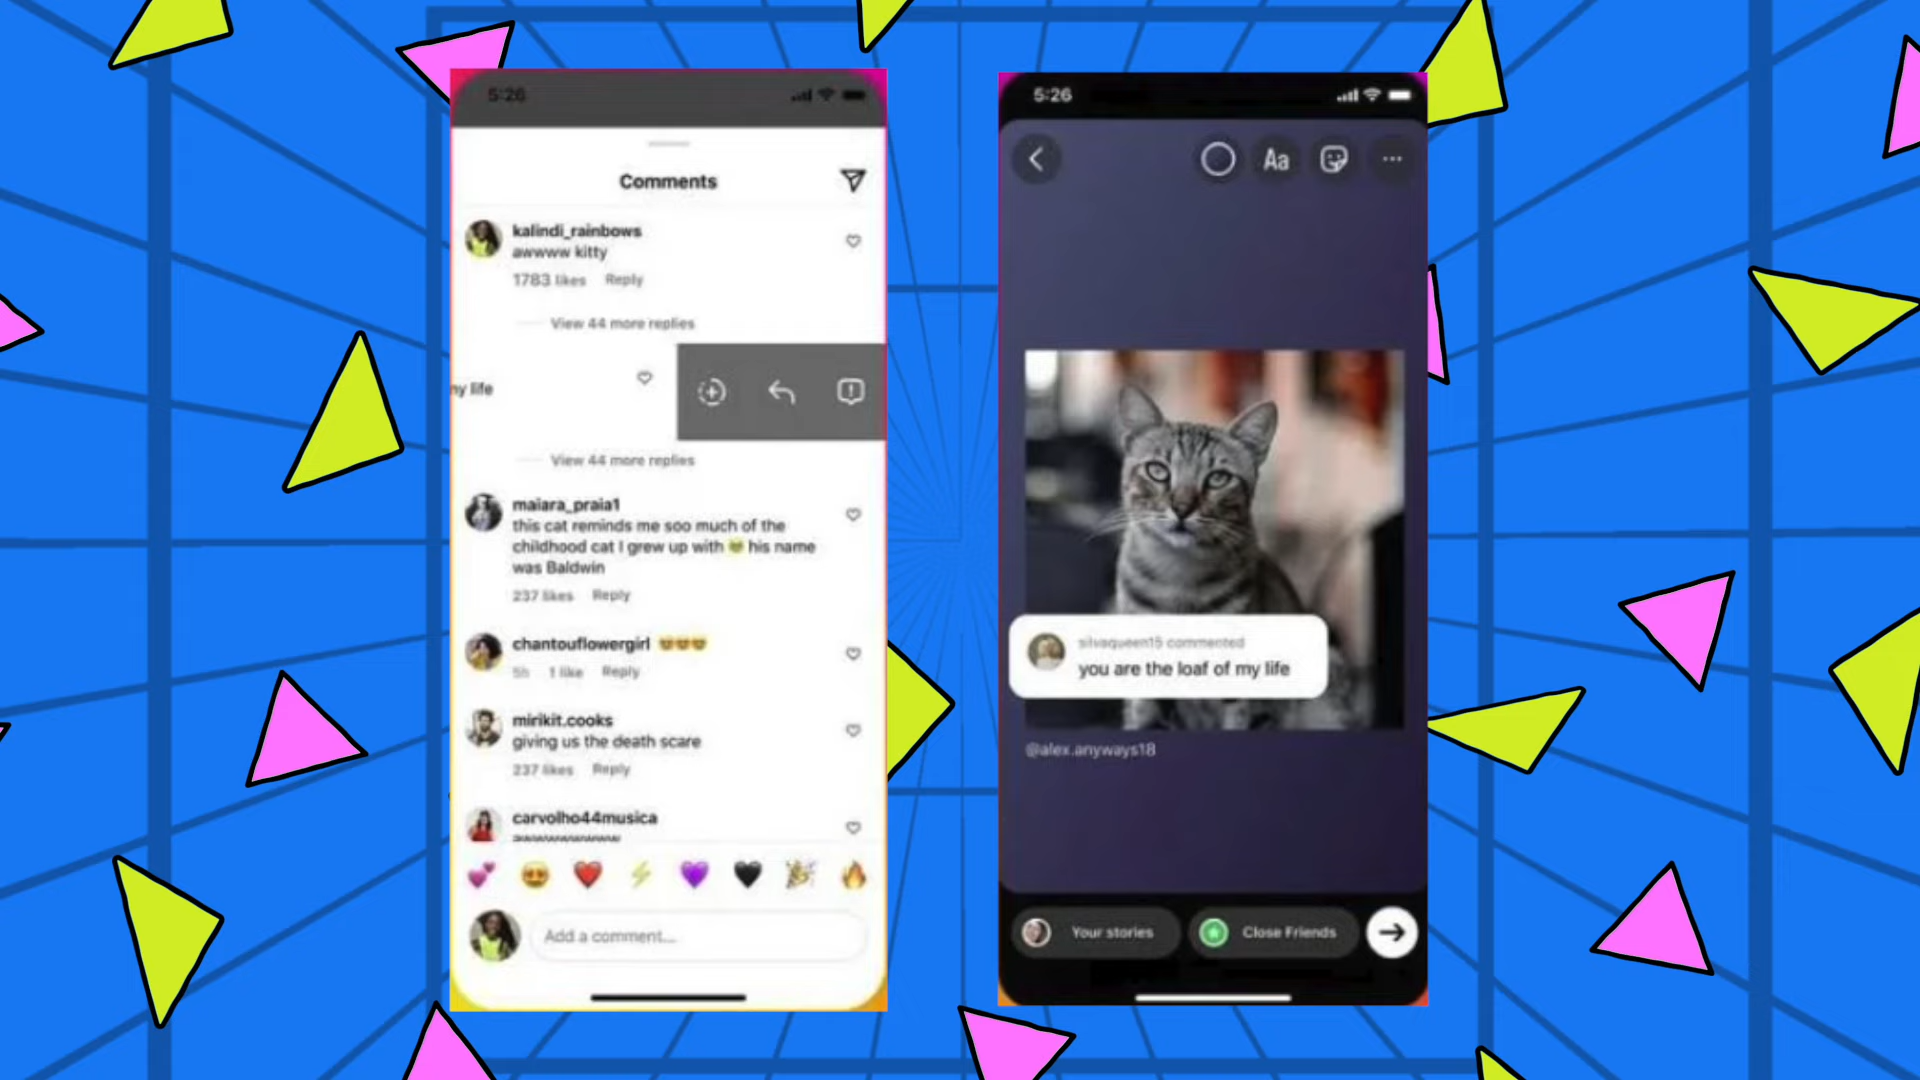 5:26
Comments
kalindi_rainbows
awwww kitty
1783 likes Reply
View 44 more replies
ny life
View 44 more replies
maiara_praia1
this cat reminds me soo much of the
childhood cat I grew up with 😻 his name
was Baldwin
237 likes Reply
chantouflowergirl 😻😻😻
5h 1 like Reply
mirikit.cooks
giving us the death scare
237 likes Reply
carvolho44musica
Add a comment...
5:26
Aa
silvaqueen15 commented
you are the loaf of my life
@alex.anyways18
Your stories
Close Friends